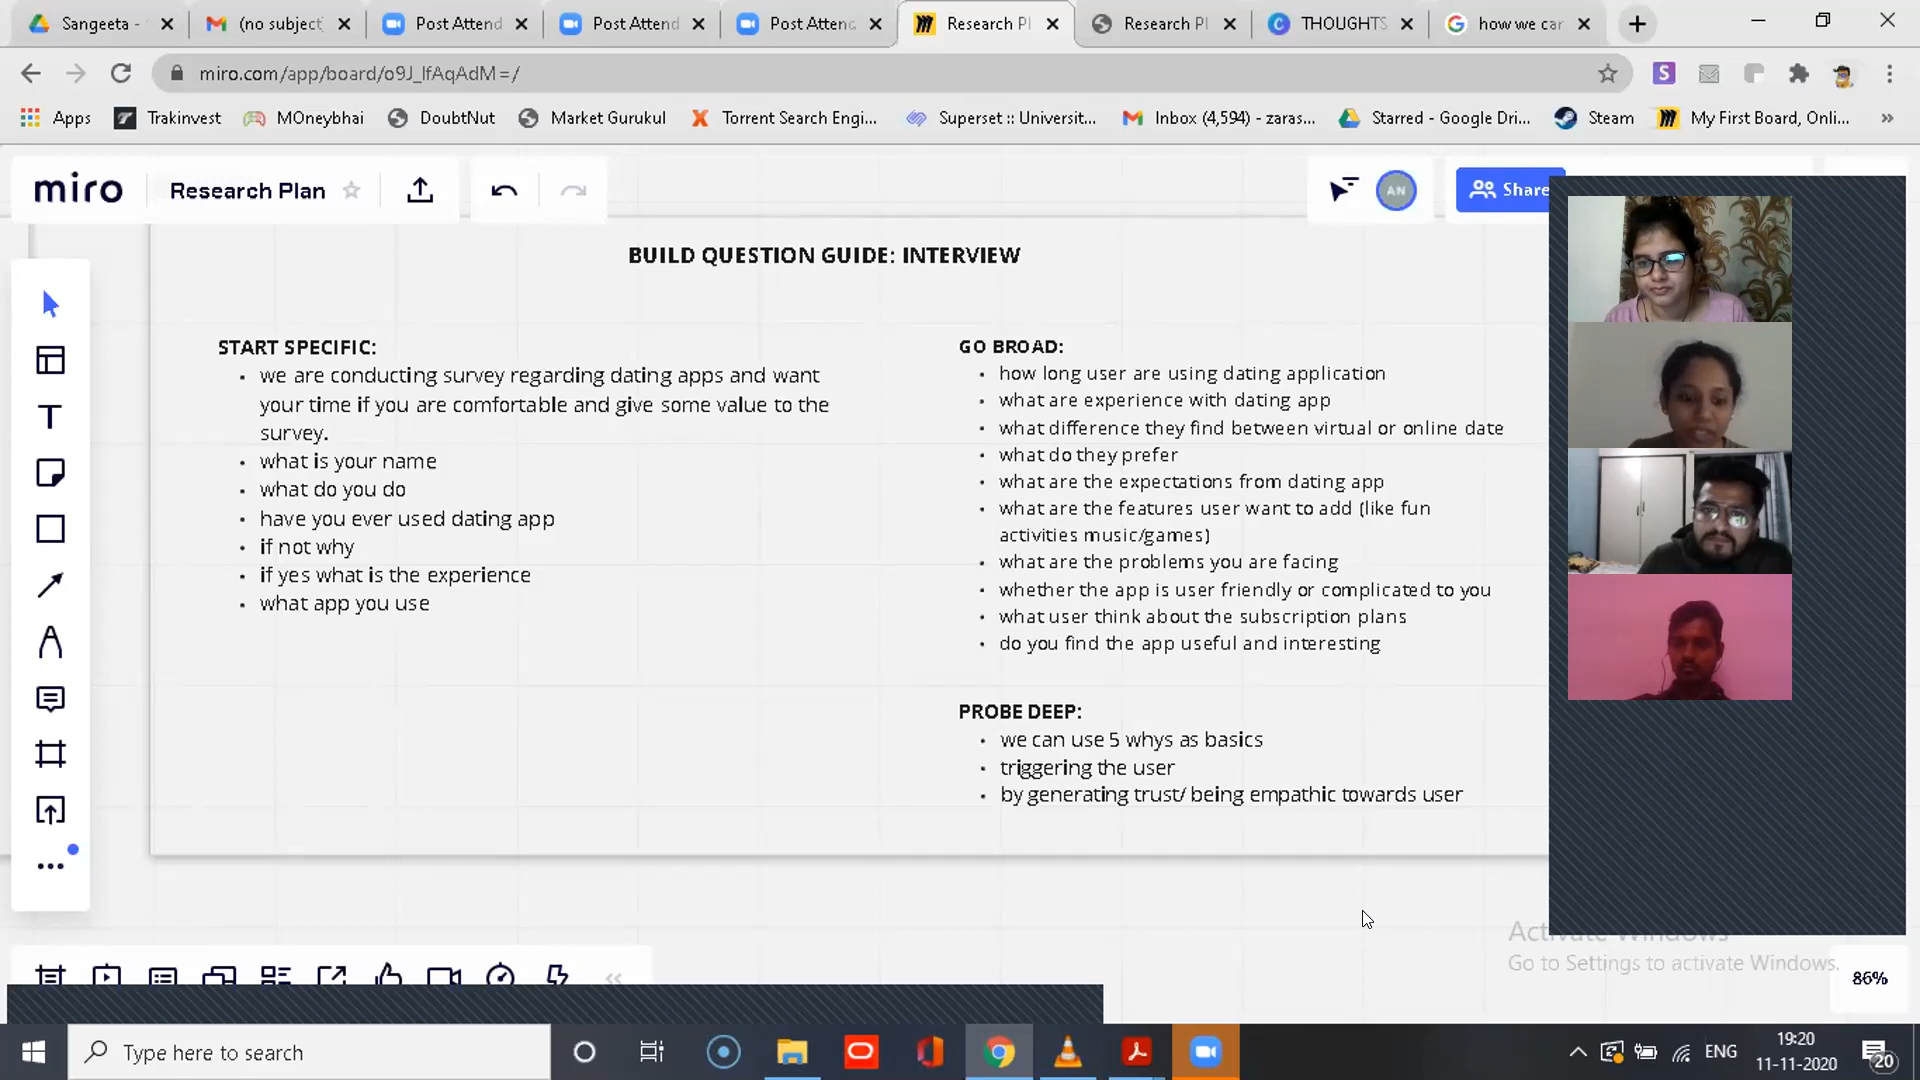 Sangeeta -
(no subject)
Post Attend
Post Attend
Post Attend
Research Pl
Research Pl
THOUGHTS
how we car
miro.com/app/board/o9J_lfAqAdM=/
Apps
Trakinvest
MOneybhai
DoubtNut
Market Gurukul
Torrent Search Engi...
Superset :: Universit...
Inbox (4,594) - zaras...
Starred - Google Dri...
Steam
My First Board, Onli...
miro
Research Plan
AN
Share
BUILD QUESTION GUIDE: INTERVIEW
START SPECIFIC:
we are conducting survey regarding dating apps and want
your time if you are comfortable and give some value to the
survey.
what is your name
what do you do
have you ever used dating app
if not why
if yes what is the experience
what app you use
GO BROAD:
how long user are using dating application
what are experience with dating app
what difference they find between virtual or online date
what do they prefer
what are the expectations from dating app
what are the features user want to add (like fun
activities music/games)
what are the problems you are facing
whether the app is user friendly or complicated to you
what user think about the subscription plans
do you find the app useful and interesting
PROBE DEEP:
we can use 5 whys as basics
triggering the user
by generating trust/ being empathic towards user
Activate Windows
Go to Settings to activate Windows.
86%
Type here to search
ENG
19:20
11-11-2020
20